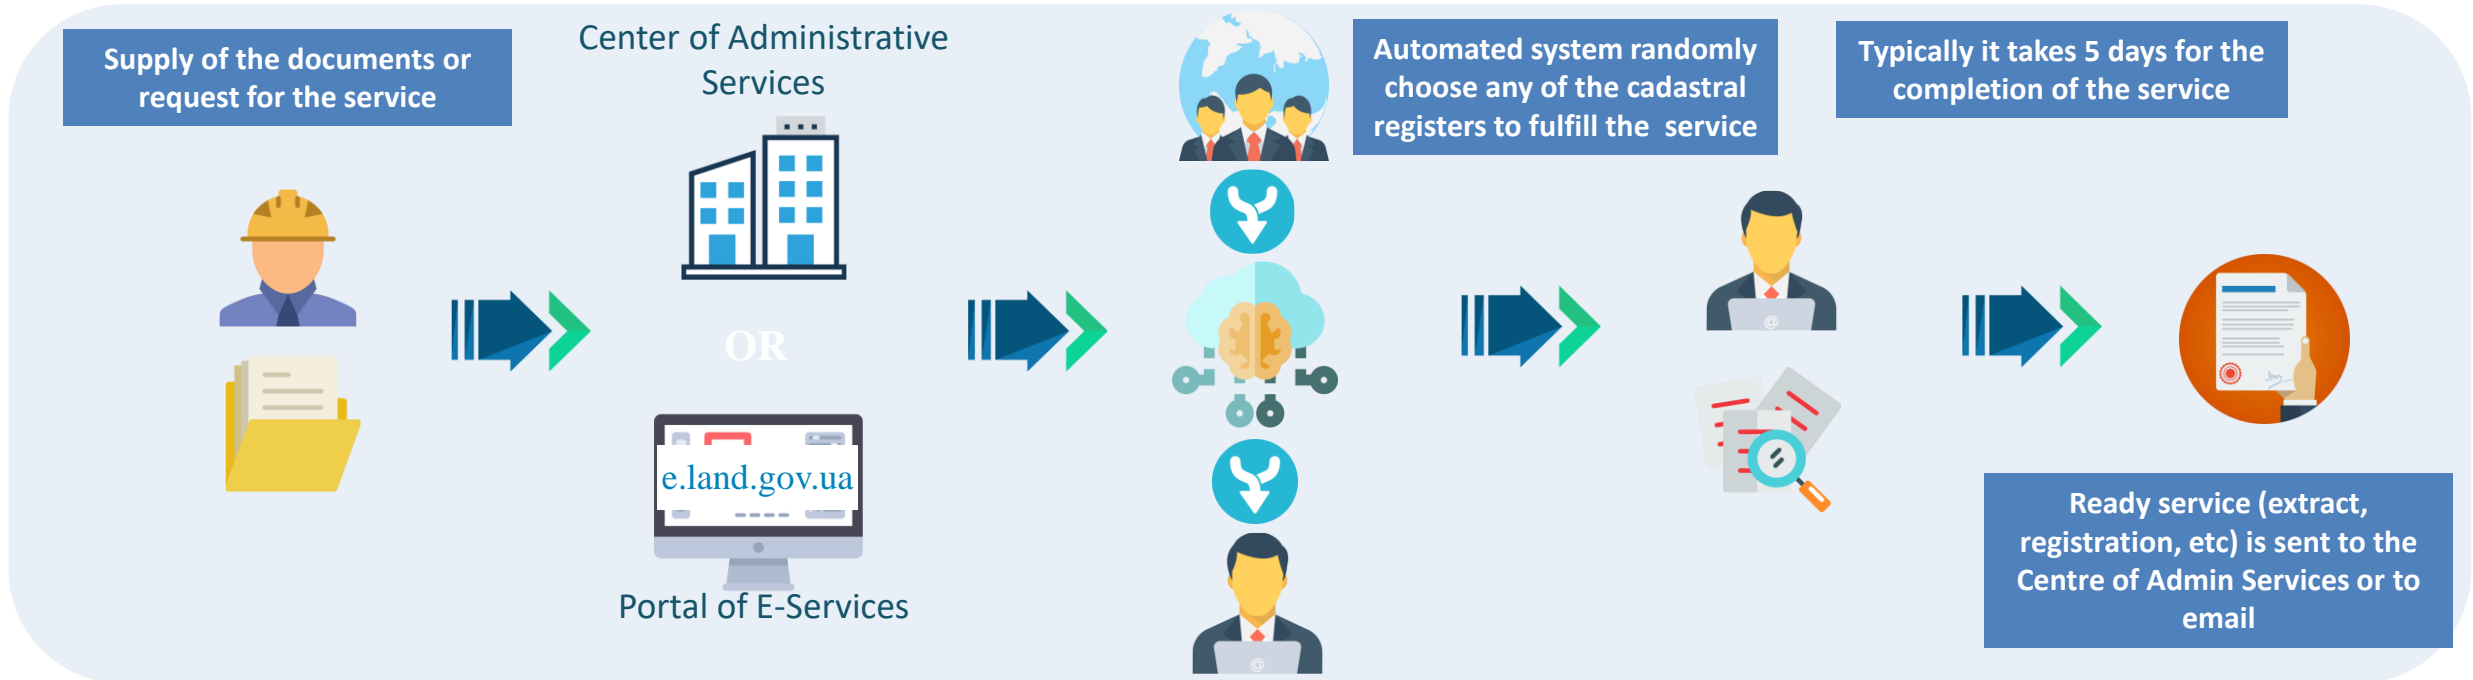 Supply of the documents or
request for the service
Center of Administrative
Services
OR
e.land.gov.ua
Portal of E-Services
Automated system randomly
choose any of the cadastral
registers to fulfill the  service
@
Typically it takes 5 days for the
completion of the service
@
Ready service (extract,
registration, etc) is sent to the
Centre of Admin Services or to
email